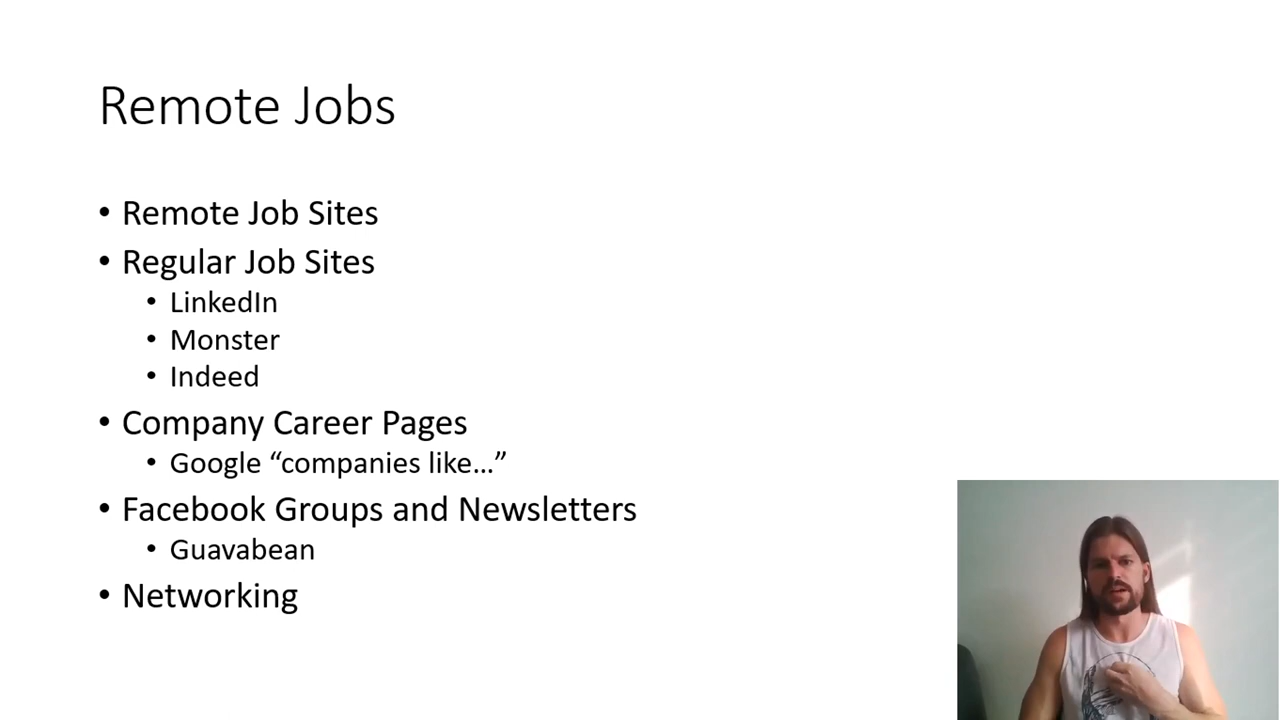 Remote Jobs
• Remote Job Sites
• Regular Job Sites
• LinkedIn
• Monster
• Indeed
• Company Career Pages
• Google “companies like…”
• Facebook Groups and Newsletters
• Guavabean
• Networking